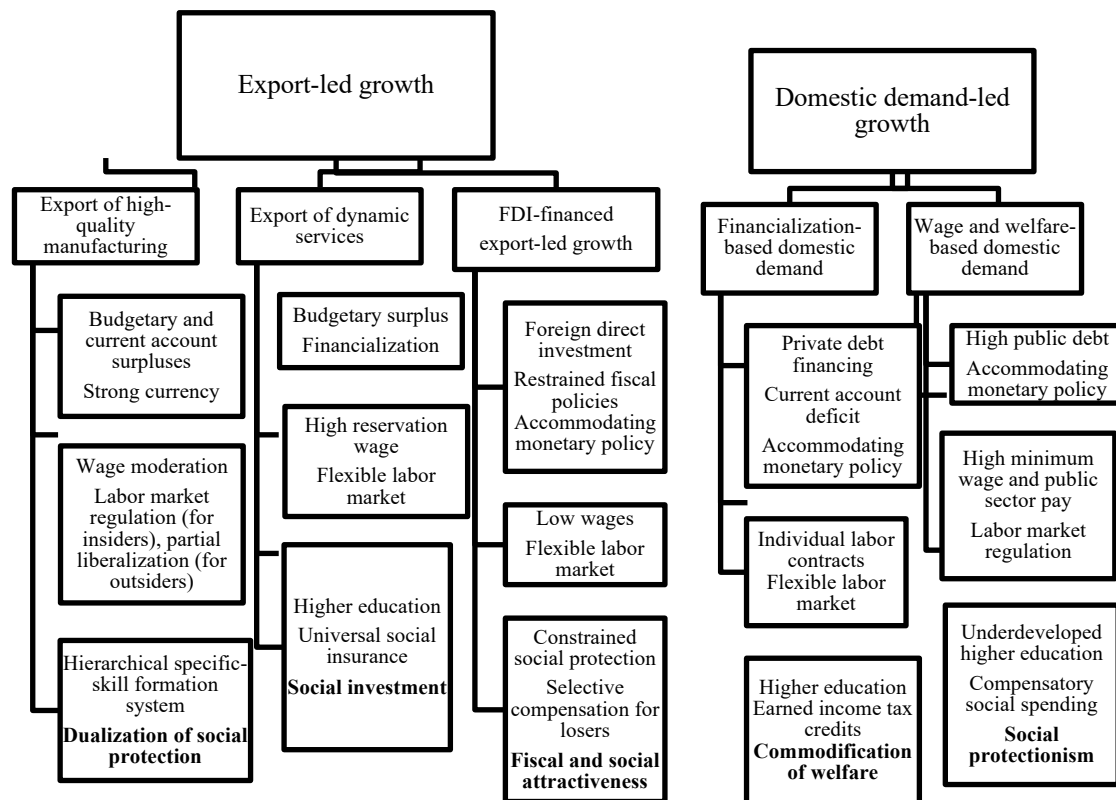 Export-led growth
Export of high-
quality
manufacturing
Budgetary and
current account
surpluses
Strong currency
Wage moderation
Labor market
regulation (for
insiders), partial
liberalization (for
outsiders)
Hierarchical specific-
skill formation
system
Dualization of social
protection
Export of dynamic
services
Budgetary surplus
Financialization
High reservation
wage
Flexible labor
market
Higher education
Universal social
insurance
Social investment
FDI-financed
export-led growth
Foreign direct
investment
Restrained fiscal
policies
Accommodating
monetary policy
Low wages
Flexible labor
market
Constrained
social protection
Selective
compensation for
losers
Fiscal and social
attractiveness
Domestic demand-led
growth
Financialization-
based domestic
demand
Private debt
financing
Current account
deficit
Accommodating
monetary policy
Individual labor
contracts
Flexible labor
market
Higher education
Earned income tax
credits
Commodification
of welfare
Wage and welfare-
based domestic
demand
High public debt
Accommodating
monetary policy
High minimum
wage and public
sector pay
Labor market
regulation
Underdeveloped
higher education
Compensatory
social spending
Social
protectionism